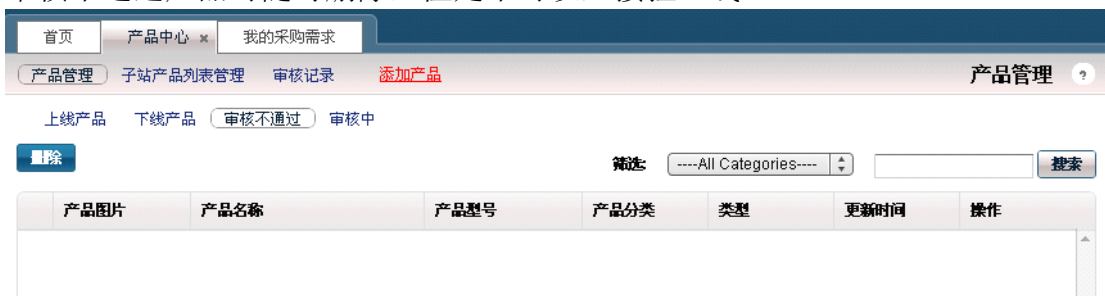 首页 产品中心 × 我的采购需求
产品管理 子站产品列表管理 审核记录 添加产品 产品管理 ?
上线产品 下线产品 审核不通过 审核中
删除 筛选: ----All Categories---- 搜索
产品图片 产品名称 产品型号 产品分类 类型 更新时间 操作